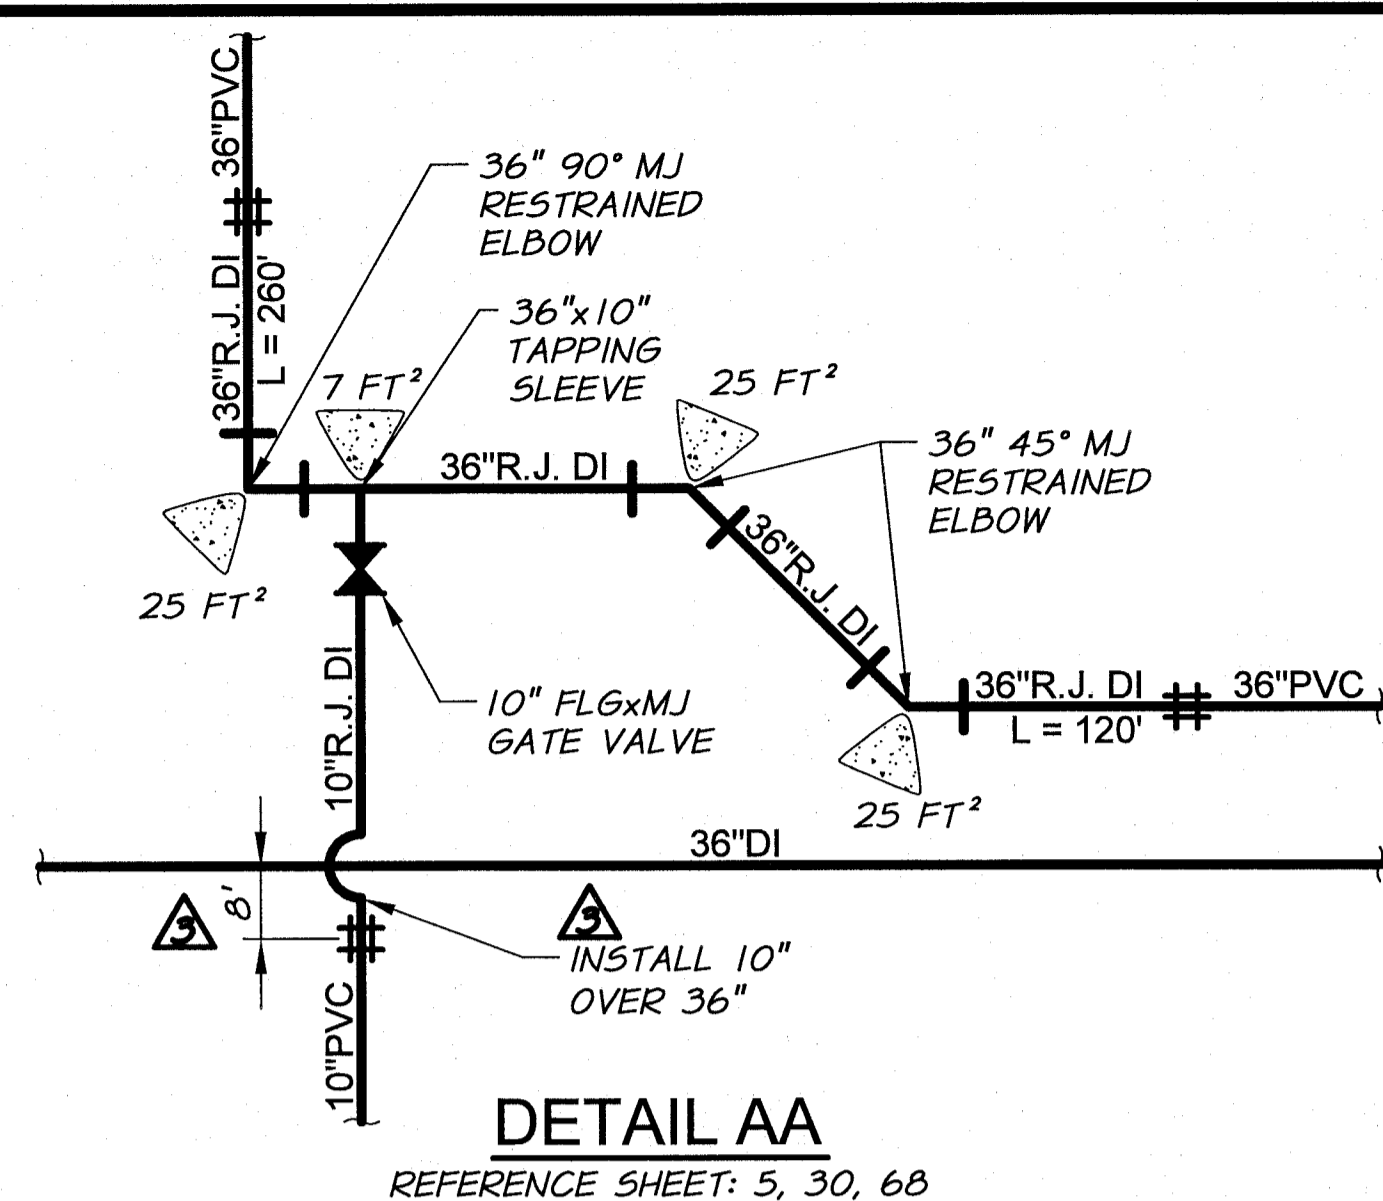 36"PVC
36"R.J. DI
L = 260'
36" 90° MJ
RESTRAINED
ELBOW
36"x10"
TAPPING
SLEEVE
7 FT²
25 FT²
36"R.J. DI
36" 45° MJ
RESTRAINED
ELBOW
25 FT²
36"R.J. DI
10"R.J. DI
10" FLGxMJ
GATE VALVE
36"R.J. DI
L = 120'
36"PVC
25 FT²
36"DI
8'
3
3
INSTALL 10"
OVER 36"
10"PVC
DETAIL AA
REFERENCE SHEET: 5, 30, 68